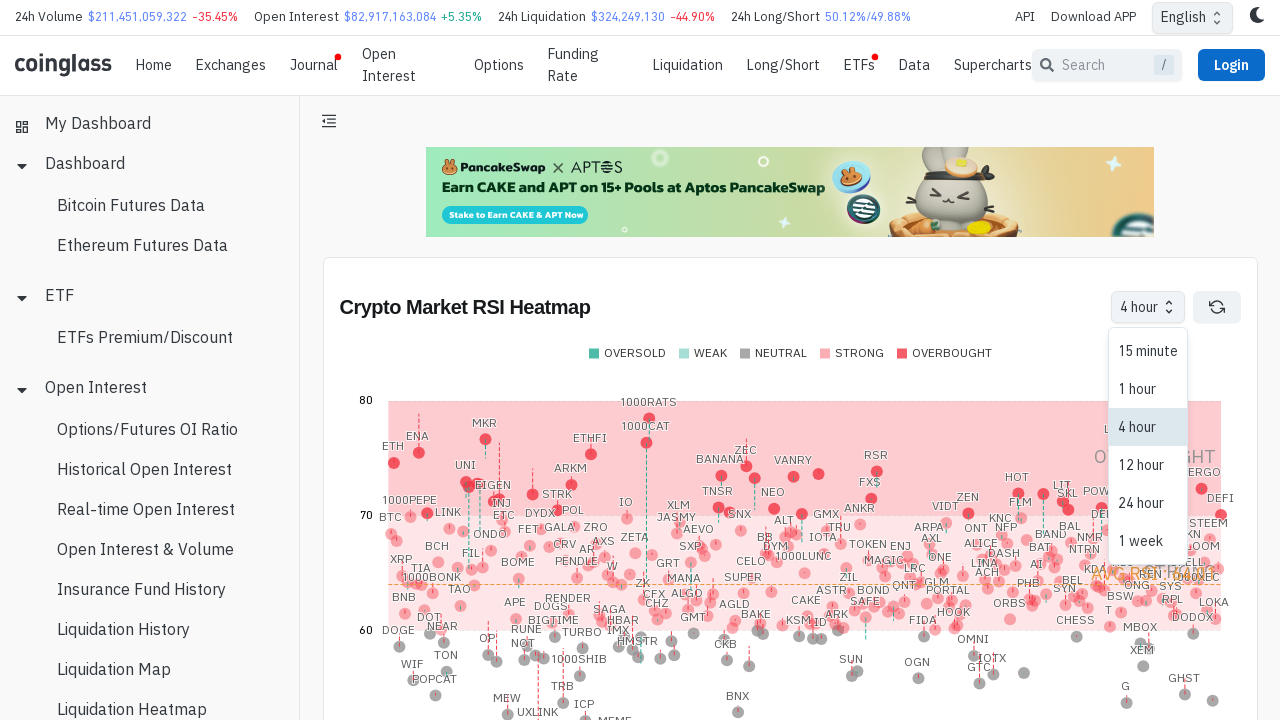 24h Volume $211,451,059,322 -35.45% Open Interest $82,917,163,084 +5.35% 24h Liquidation $324,249,130 -44.90% 24h Long/Short 50.12%/49.88% API Download APP English
coinglass Home Exchanges Journal Open Interest Options Funding Rate Liquidation Long/Short ETFs Data Supercharts Search / Login
My Dashboard
Dashboard
Bitcoin Futures Data
Ethereum Futures Data
ETF
ETFs Premium/Discount
Open Interest
Options/Futures OI Ratio
Historical Open Interest
Real-time Open Interest
Open Interest & Volume
Insurance Fund History
Liquidation History
Liquidation Map
Liquidation Heatmap
PancakeSwap X APTOS
Earn CAKE and APT on 15+ Pools at Aptos PancakeSwap
Stake to Earn CAKE & APT Now
Crypto Market RSI Heatmap
4 hour
15 minute
1 hour
4 hour
12 hour
24 hour
1 week
OVERSOLD WEAK NEUTRAL STRONG OVERBOUGHT
80
1000RATS
MKR 1000CAT
ENA ETHFI
ETH ZEC RSR
BANANA VANRY
UNI ARKM ERGO
FX$ HOT
EIGEN TNSR NEO LIT
STRK SKL POW
1000PEPE INJ IO XLM ZEN FLM DEFI
LINK DYDX POL SNX GMX ANKR VIDT
70
BTC ETC JASMY ALT KNC
FET GALA ZRO AEVO TRU ARPA ONT NFP BAL STEEM
ONDO ZETA BB IOTA AXL BAND NMR KN
BCH CRV AXS SXP DYM TOKEN ENJ ALICE BAT NTRN OOM
FIL AR 1000LUNC DASH
XRP BOME PENDLE GRT CELO MAGIC ONE LINA AI
TIA W LRC ACH KDA
1000BONK MANA SUPER ZIL REN 1000XEC
TAO ZK ONT GLM PHB BEL ONG SYS
BNB CFX ALGO ASTR BOND PORTAL SYN BSW
APE RENDER CHZ AGLD CAKE SAFE ORBS RPL LOKA
DOGS SAGA HOOK T
DOT BIGTIME HBAR GMT BAKE KSM ID ARK FIDA CHESS DODOX
60
DOGE NEAR RUNE TURBO IMX MBOX
OP NOT HMSTR CKB OMNI XEM
TON 1000SHIB SUN OGN IOTX
WIF GTC
POPCAT TRB G GHST
MEW ICP BNX
UXLINK MEME